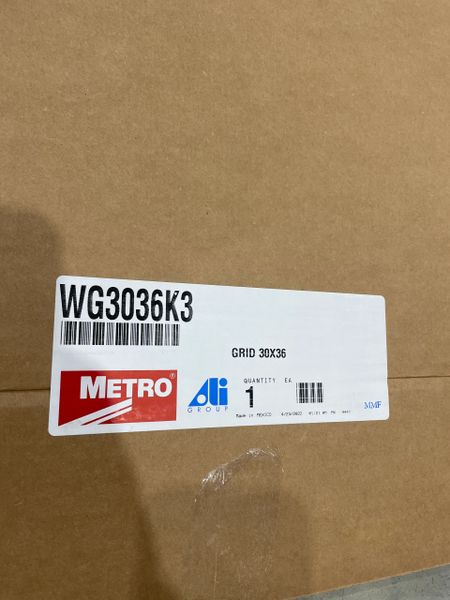 WG3036K3
GRID 30X36
METRO®
Ali
GROUP
QUANTITY EA
1
Made in MEXICO
MMF